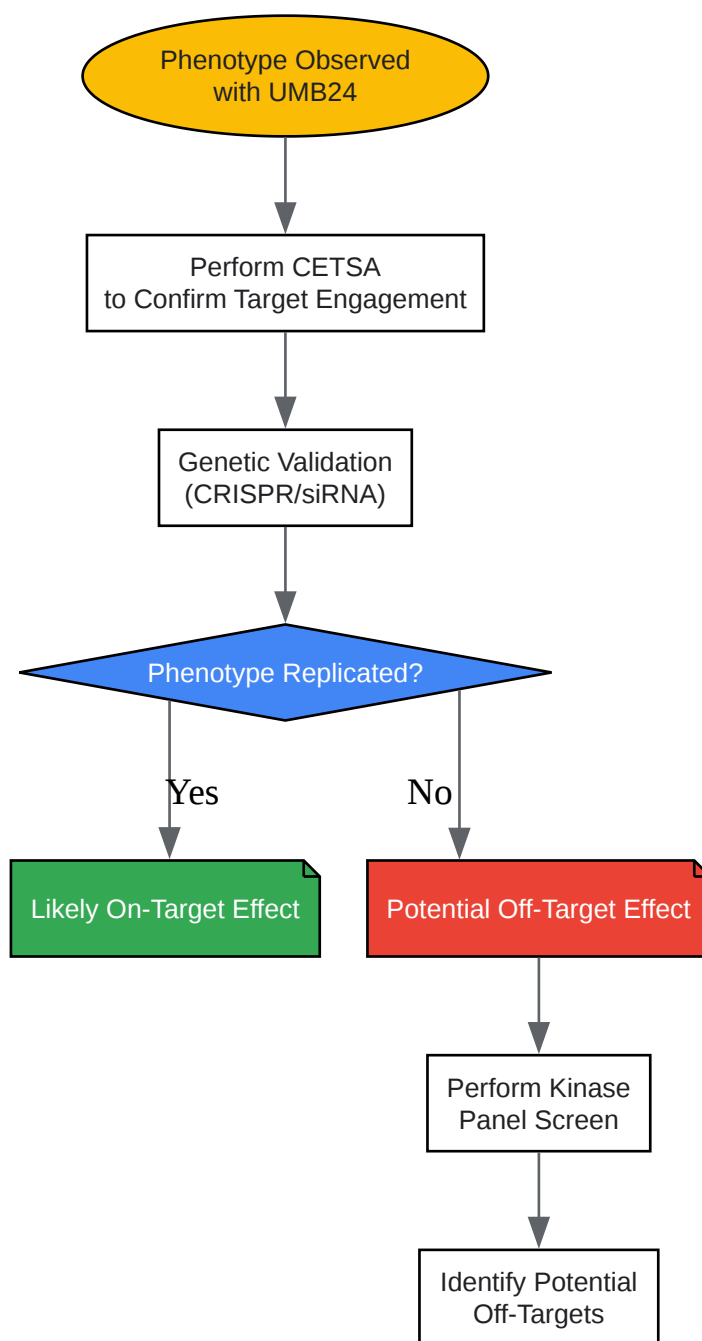 Phenotype Observed
with UMB24
Perform CETSA
to Confirm Target Engagement
Genetic Validation
(CRISPR/siRNA)
Phenotype Replicated?
Yes
No
Likely On-Target Effect
Potential Off-Target Effect
Perform Kinase
Panel Screen
Identify Potential
Off-Targets